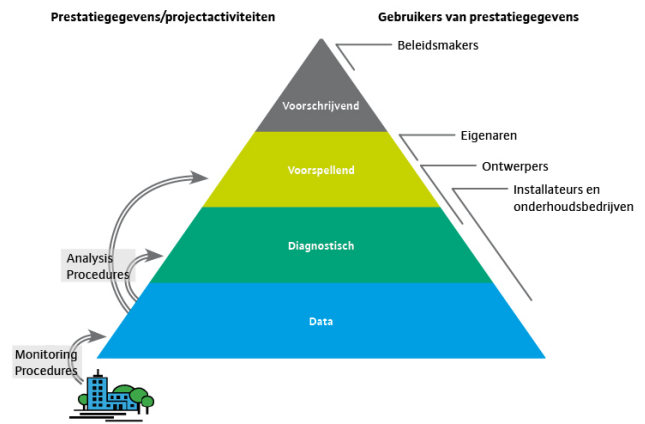 Prestatiegegevens/projectactiviteiten
Gebruikers van prestatiegegevens
Beleidsmakers
Voorschrijvend
Eigenaren
Voorspellend
Ontwerpers
Installateurs en
onderhoudsbedrijven
Diagnostisch
Analysis
Procedures
Data
Monitoring
Procedures